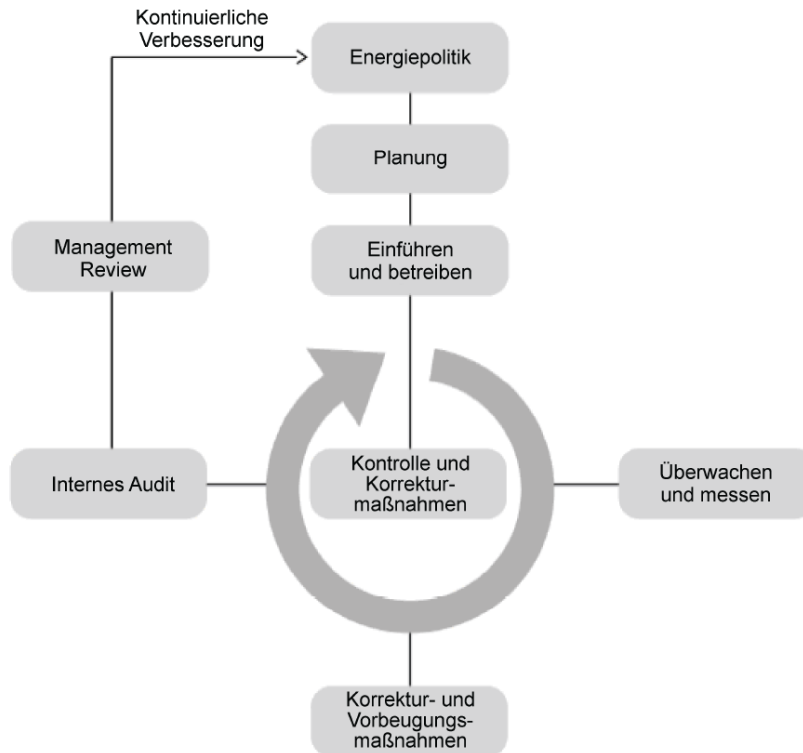 Kontinuierliche
Verbesserung
Energiepolitik
Planung
Management
Review
Einführen
und betreiben
Internes Audit
Kontrolle und
Korrektur-
maßnahmen
Überwachen
und messen
Korrektur- und
Vorbeugungs-
maßnahmen